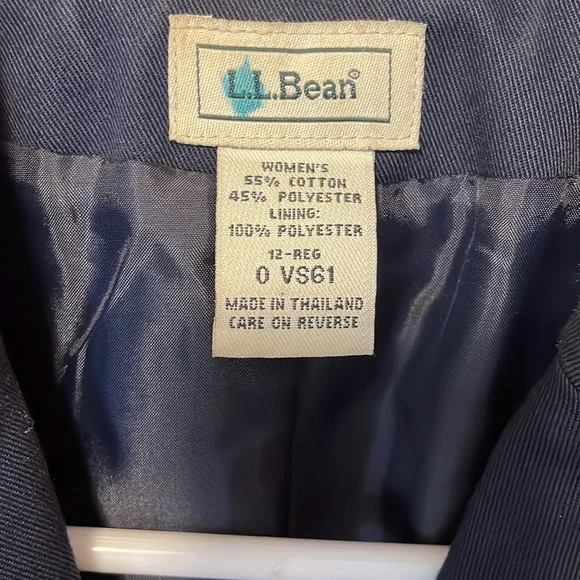 L.L.Bean®
WOMEN'S
55% COTTON
45% POLYESTER
LINING:
100% POLYESTER
12-REG
0 VS61
MADE IN THAILAND
CARE ON REVERSE